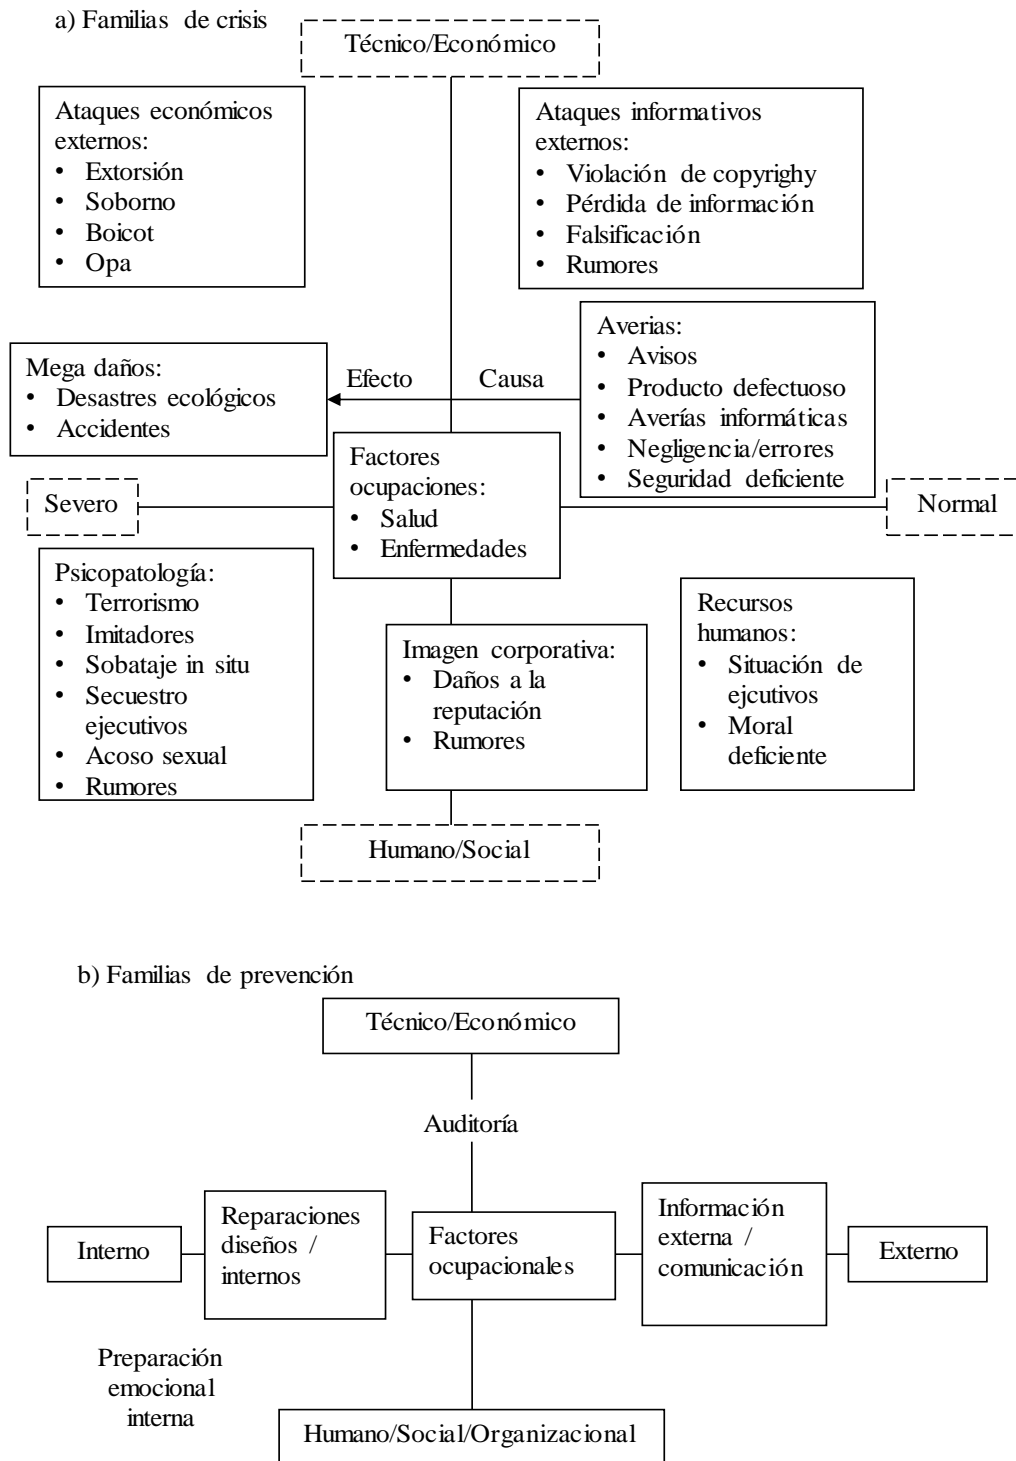 a) Familias de crisis
Técnico/Económico
Ataques económicos
externos:
• Extorsión
• Soborno
• Boicot
• Opa
Ataques informativos
externos:
• Violación de copyrighy
• Pérdida de información
• Falsificación
• Rumores
Mega daños:
• Desastres ecológicos
• Accidentes
Efecto
Causa
Averias:
• Avisos
• Producto defectuoso
• Averías informáticas
• Negligencia/errores
• Seguridad deficiente
Factores
ocupaciones:
• Salud
• Enfermedades
Severo
Normal
Psicopatología:
• Terrorismo
• Imitadores
• Sobataje in situ
• Secuestro
ejecutivos
• Acoso sexual
• Rumores
Imagen corporativa:
• Daños a la
reputación
• Rumores
Recursos
humanos:
• Situación de
ejcutivos
• Moral
deficiente
Humano/Social
b) Familias de prevención
Técnico/Económico
Auditoría
Interno
Reparaciones
diseños /
internos
Factores
ocupacionales
Información
externa /
comunicación
Externo
Preparación
emocional
interna
Humano/Social/Organizacional